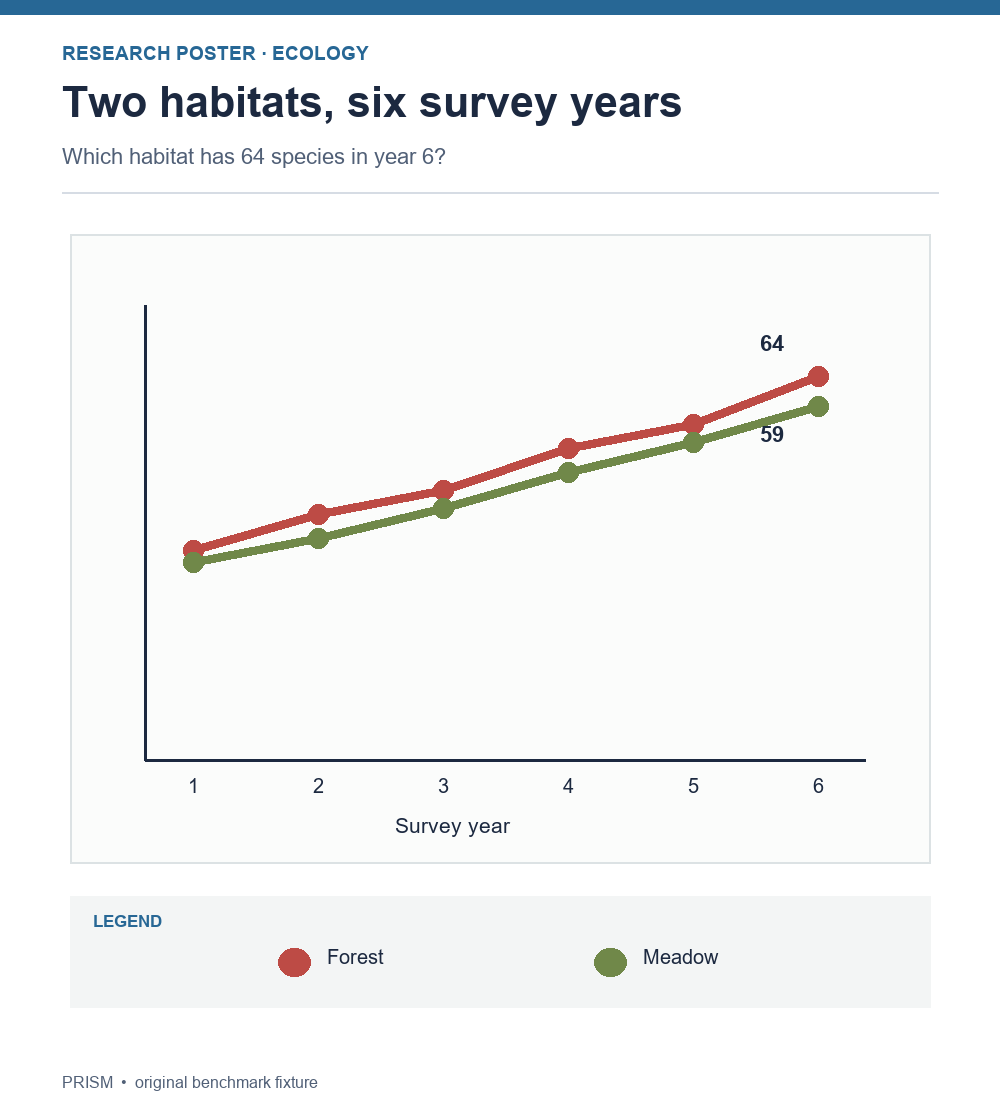 RESEARCH POSTER · ECOLOGY
Two habitats, six survey years
Which habitat has 64 species in year 6?
64
59
1 2 3 4 5 6
Survey year
LEGEND
Forest Meadow
PRISM • original benchmark fixture